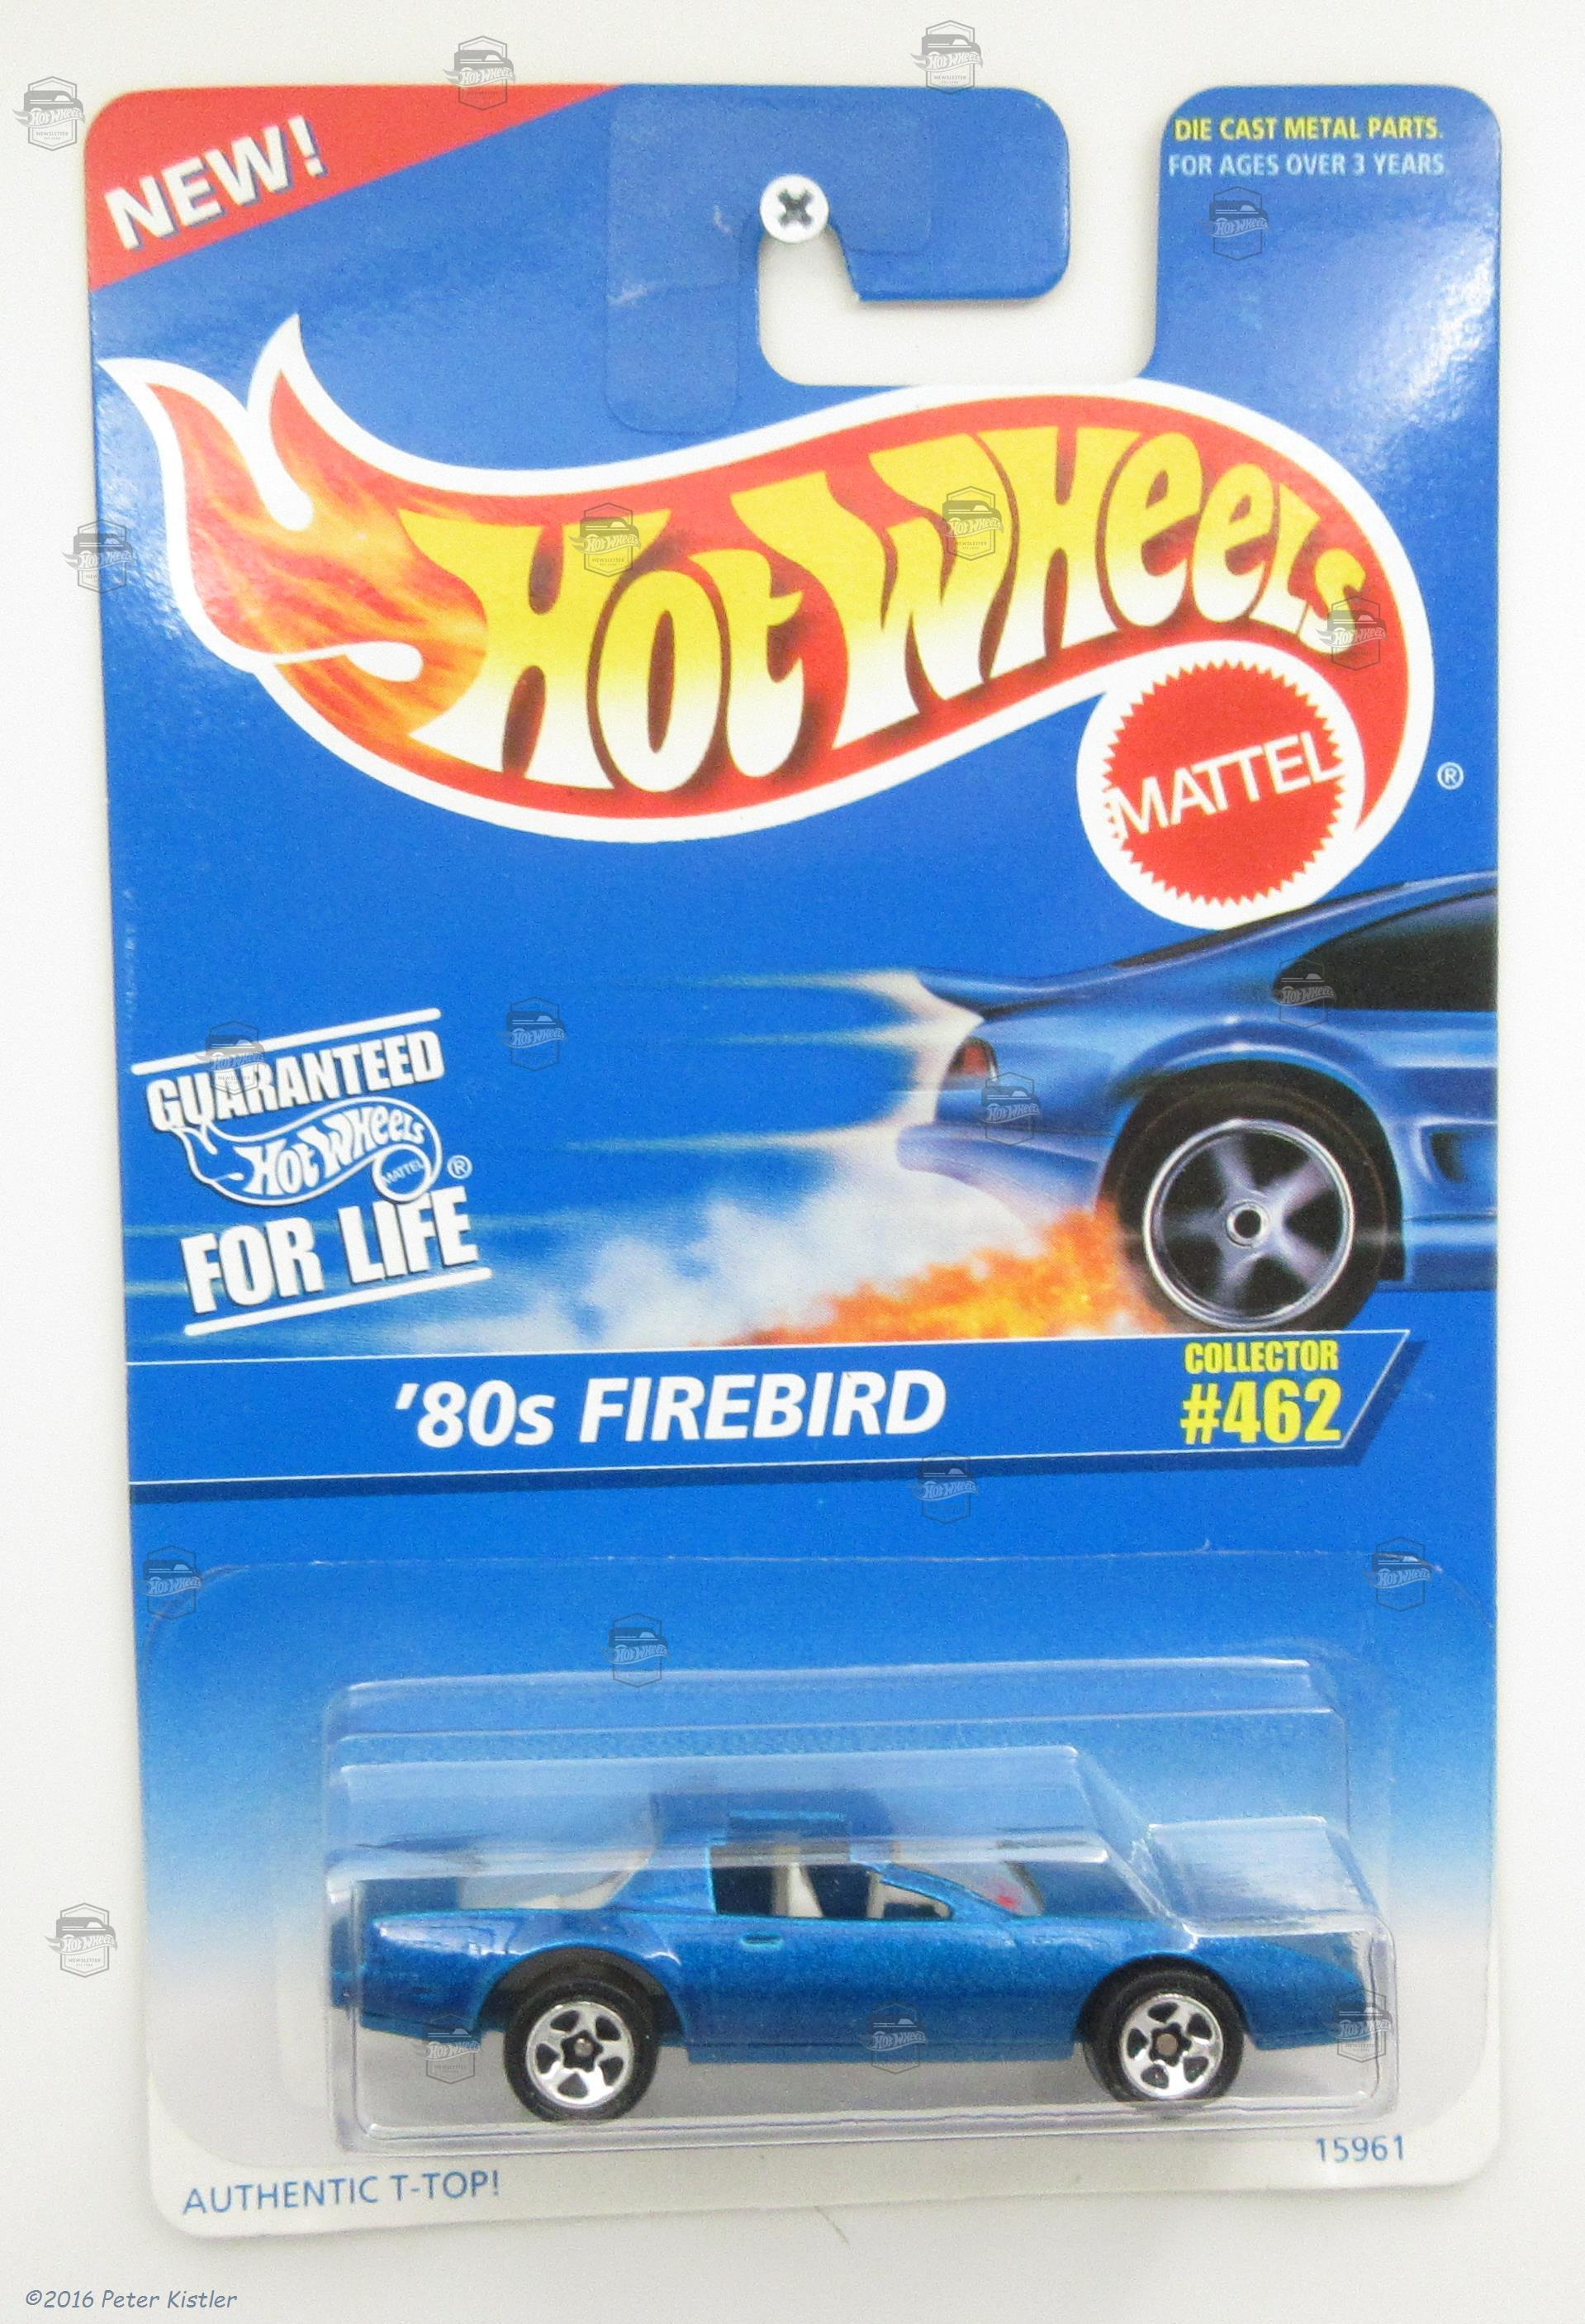 NEW!
DIE CAST METAL PARTS.
FOR AGES OVER 3 YEARS
Hot Wheels
MATTEL
®
GUARANTEED
Hot Wheels
MATTEL
®
FOR LIFE
'80s FIREBIRD
COLLECTOR
#462
15961
AUTHENTIC T-TOP!
©2016 Peter Kistler